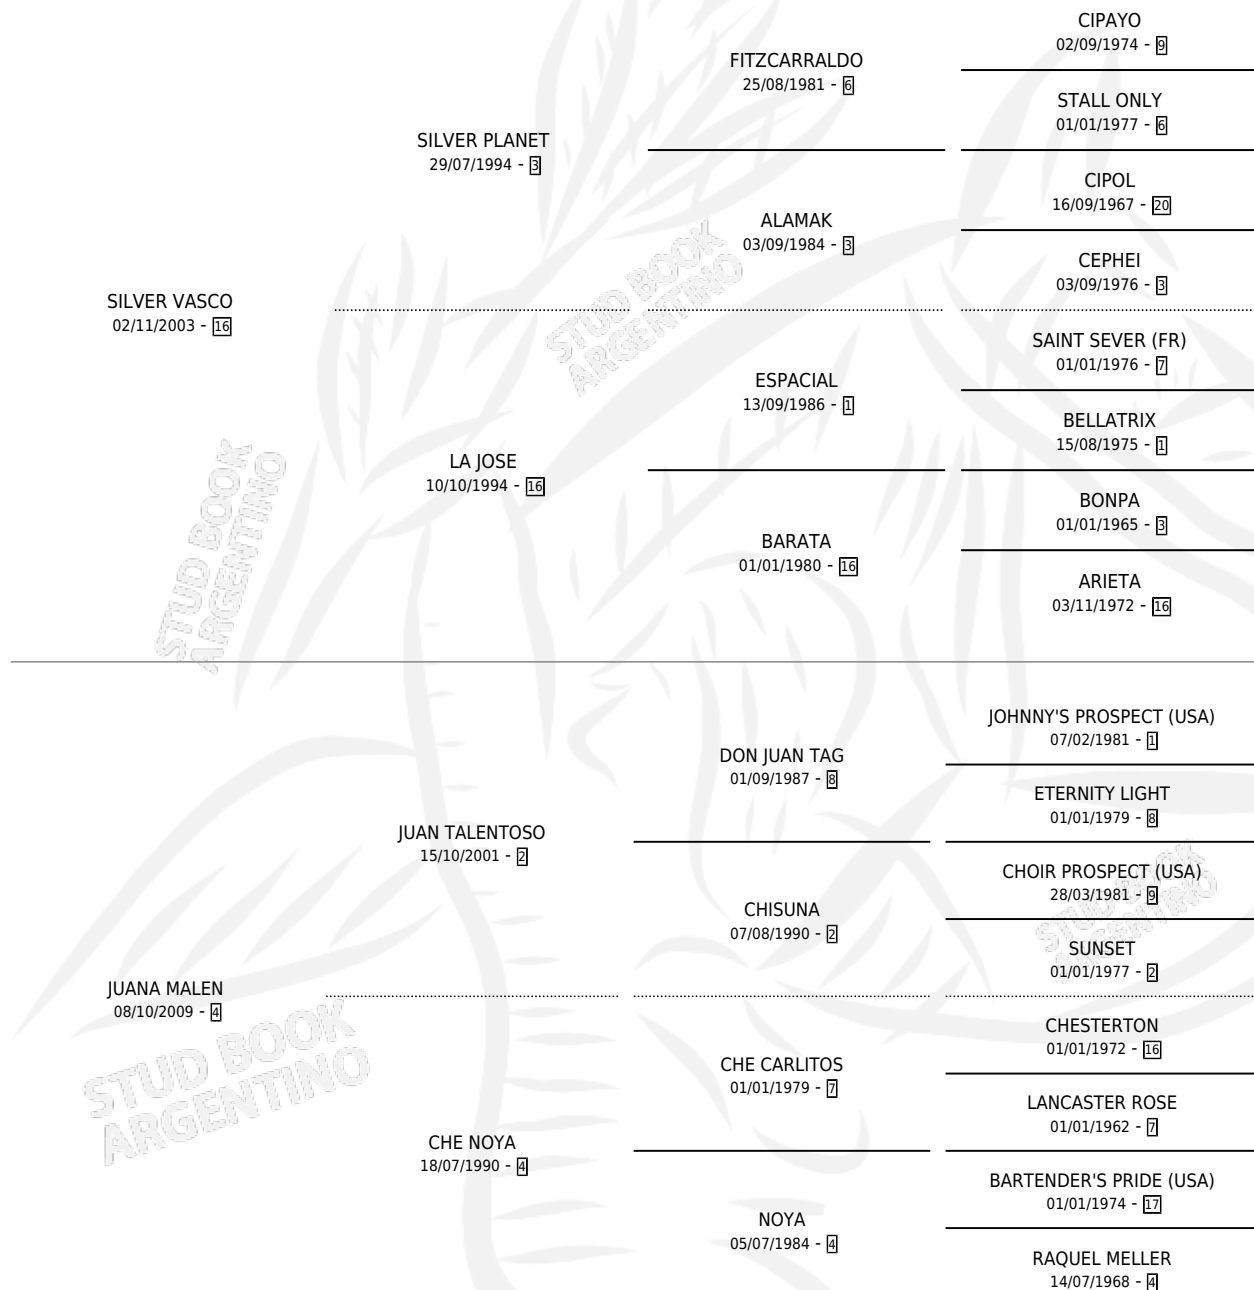 CIPAYO
02/09/1974 - 9
FITZCARRALDO
25/08/1981 - 6
STALL ONLY
01/01/1977 - 6
SILVER PLANET
29/07/1994 - 3
CIPOL
16/09/1967 - 20
ALAMAK
03/09/1984 - 3
CEPHEI
03/09/1976 - 3
SILVER VASCO
02/11/2003 - 16
STUD BOOK
ARGENTINO
SAINT SEVER (FR)
01/01/1976 - 7
ESPACIAL
13/09/1986 - 1
BELLATRIX
15/08/1975 - 1
LA JOSE
10/10/1994 - 16
BONPA
01/01/1965 - 3
BARATA
01/01/1980 - 16
ARIETA
03/11/1972 - 16
STUD BOOK
ARGENTINO
JOHNNY'S PROSPECT (USA)
07/02/1981 - 1
DON JUAN TAG
01/09/1987 - 8
ETERNITY LIGHT
01/01/1979 - 8
JUAN TALENTOSO
15/10/2001 - 2
CHOIR PROSPECT (USA)
28/03/1981 - 9
CHISUNA
07/08/1990 - 2
SUNSET
01/01/1977 - 2
STUD BOOK
ARGENTINO
JUANA MALEN
08/10/2009 - 4
STUD BOOK
ARGENTINO
CHESTERTON
01/01/1972 - 16
CHE CARLITOS
01/01/1979 - 7
LANCASTER ROSE
01/01/1962 - 7
CHE NOYA
18/07/1990 - 4
BARTENDER'S PRIDE (USA)
01/01/1974 - 17
NOYA
05/07/1984 - 4
RAQUEL MELLER
14/07/1968 - 4